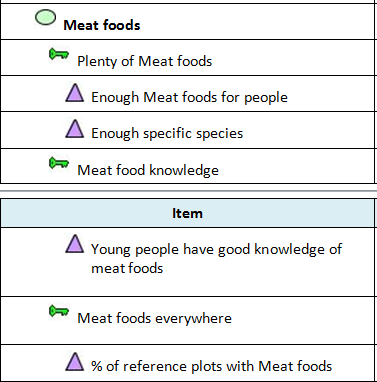 Meat foods
Plenty of Meat foods
Enough Meat foods for people
Enough specific species
Meat food knowledge
Item
Young people have good knowledge of
meat foods
Meat foods everywhere
% of reference plots with Meat foods